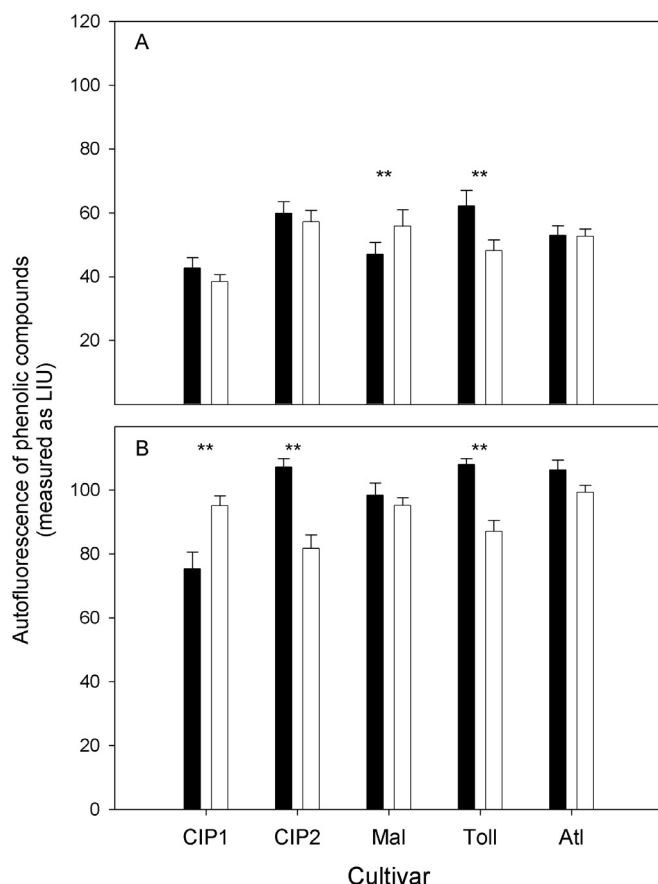 Autofluorescence of phenolic compounds
(measured as LIU)
A
120
100
80
60
40
20
** **
B
** ** **
100
80
60
40
20
0
CIP1 CIP2 Mal Toll Atl
Cultivar